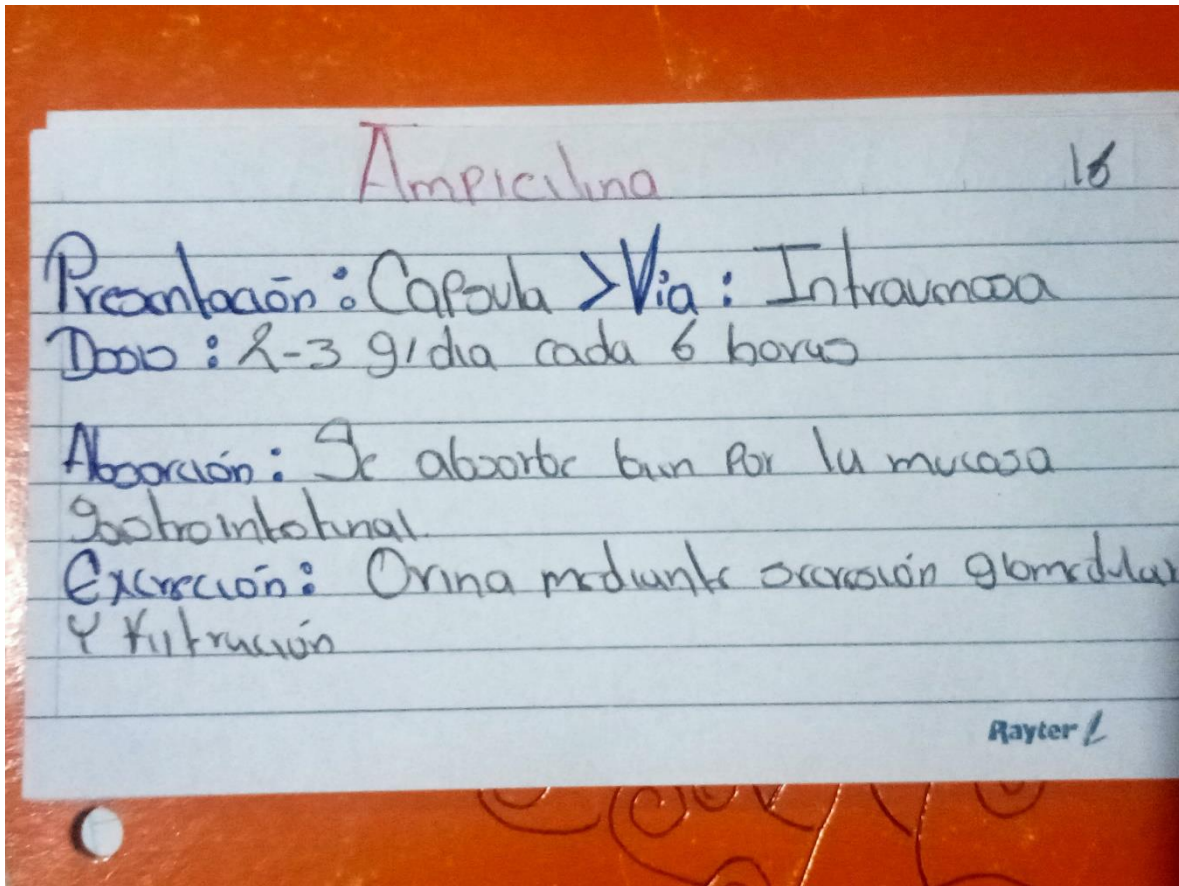 Ampicilina 16
Presentación: Capsula > Via: Intravenosa
Dosis: 2-3 g/dia cada 6 horas
Absorción: Se absorbe bien por la mucosa
gastrointestinal.
Excreción: Orina mediante secreción glomedular
Y filtración
Rayter